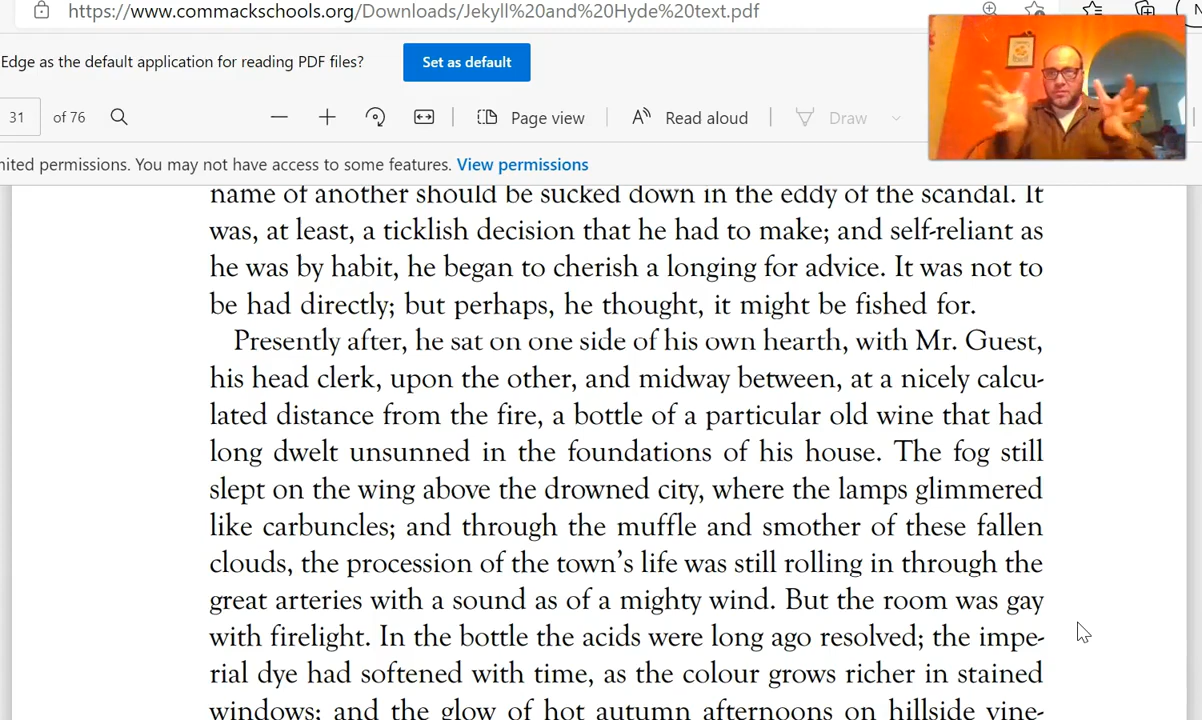 https://www.commackschools.org/Downloads/Jekyll%20and%20Hyde%20text.pdf
Edge as the default application for reading PDF files? Set as default
31 of 76 Page view Read aloud Draw
nited permissions. You may not have access to some features. View permissions
name of another should be sucked down in the eddy of the scandal. It
was, at least, a ticklish decision that he had to make; and self-reliant as
he was by habit, he began to cherish a longing for advice. It was not to
be had directly; but perhaps, he thought, it might be fished for.
Presently after, he sat on one side of his own hearth, with Mr. Guest,
his head clerk, upon the other, and midway between, at a nicely calcu-
lated distance from the fire, a bottle of a particular old wine that had
long dwelt unsunned in the foundations of his house. The fog still
slept on the wing above the drowned city, where the lamps glimmered
like carbuncles; and through the muffle and smother of these fallen
clouds, the procession of the town's life was still rolling in through the
great arteries with a sound as of a mighty wind. But the room was gay
with firelight. In the bottle the acids were long ago resolved; the impe-
rial dye had softened with time, as the colour grows richer in stained
windows; and the glow of hot autumn afternoons on hillside vine-